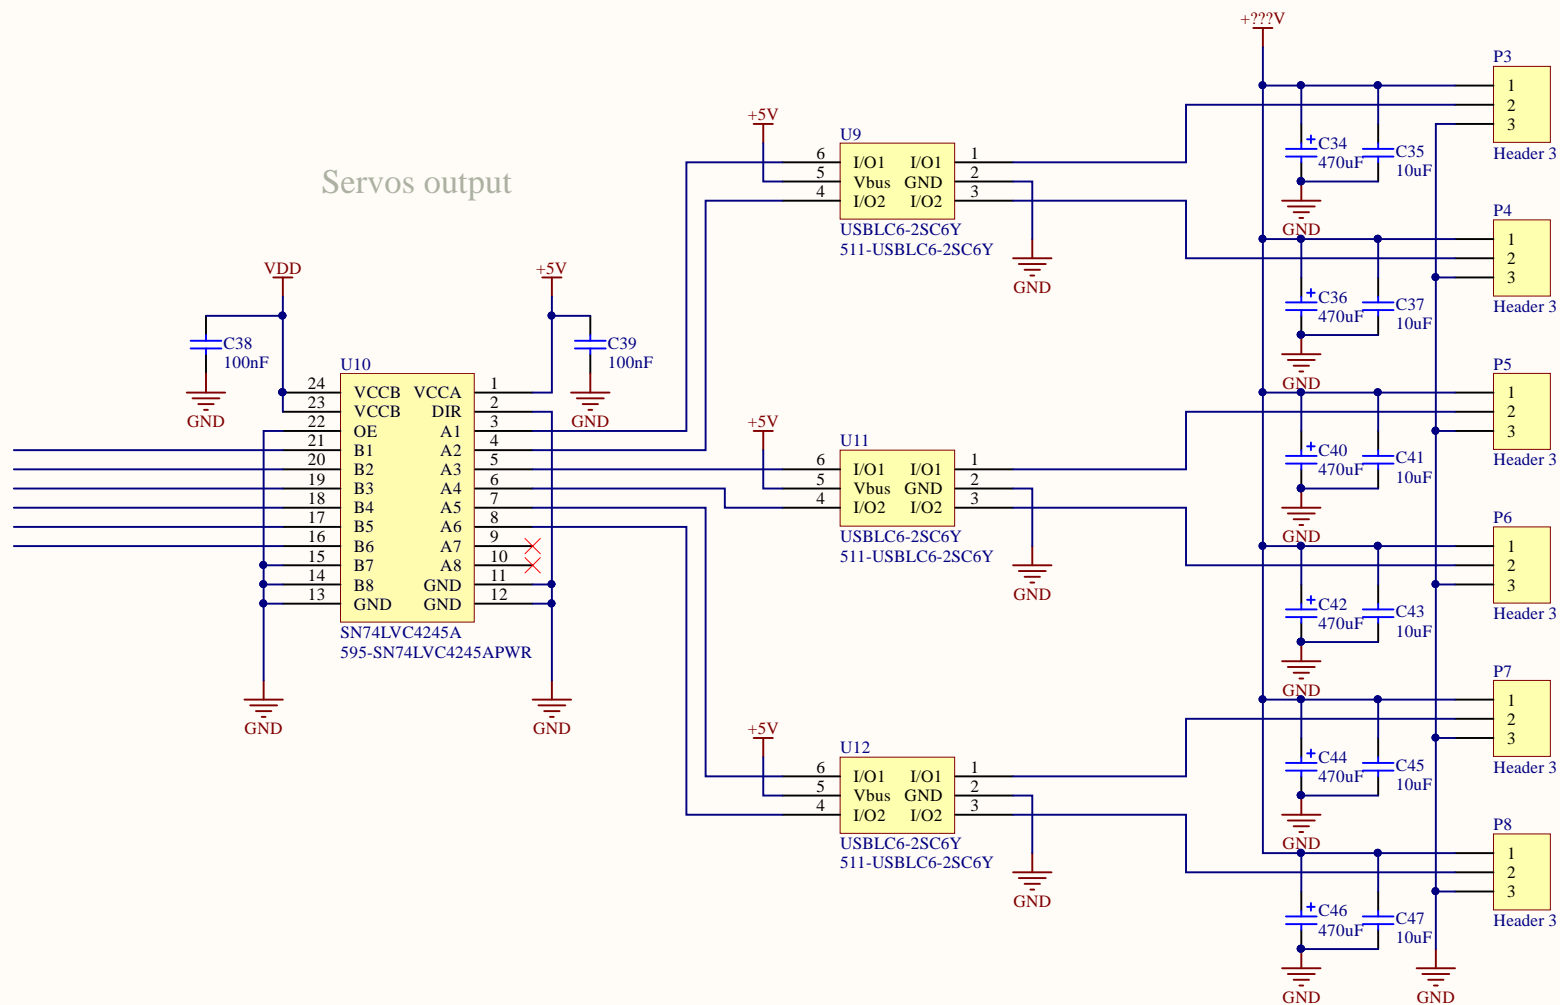 Servos output
VDD
C38
100nF
GND
+5V
C39
100nF
GND
U10
24 VCCB VCCA 1
23 VCCB DIR 2
22 OE A1 3
21 B1 A2 4
20 B2 A3 5
19 B3 A4 6
18 B4 A5 7
17 B5 A6 8
16 B6 A7 9
15 B7 A8 10
14 B8 GND 11
13 GND GND 12
SN74LVC4245A
595-SN74LVC4245APWR
GND
GND
+5V
U9
6 I/O1 I/O1 1
5 Vbus GND 2
4 I/O2 I/O2 3
USBLC6-2SC6Y
511-USBLC6-2SC6Y
GND
+5V
U11
6 I/O1 I/O1 1
5 Vbus GND 2
4 I/O2 I/O2 3
USBLC6-2SC6Y
511-USBLC6-2SC6Y
GND
+5V
U12
6 I/O1 I/O1 1
5 Vbus GND 2
4 I/O2 I/O2 3
USBLC6-2SC6Y
511-USBLC6-2SC6Y
GND
+???V
+ C34
470uF
C35
10uF
GND
P3
1
2
3
Header 3
+ C36
470uF
C37
10uF
GND
P4
1
2
3
Header 3
+ C40
470uF
C41
10uF
GND
P5
1
2
3
Header 3
+ C42
470uF
C43
10uF
GND
P6
1
2
3
Header 3
+ C44
470uF
C45
10uF
GND
P7
1
2
3
Header 3
+ C46
470uF
C47
10uF
GND
P8
1
2
3
Header 3
GND